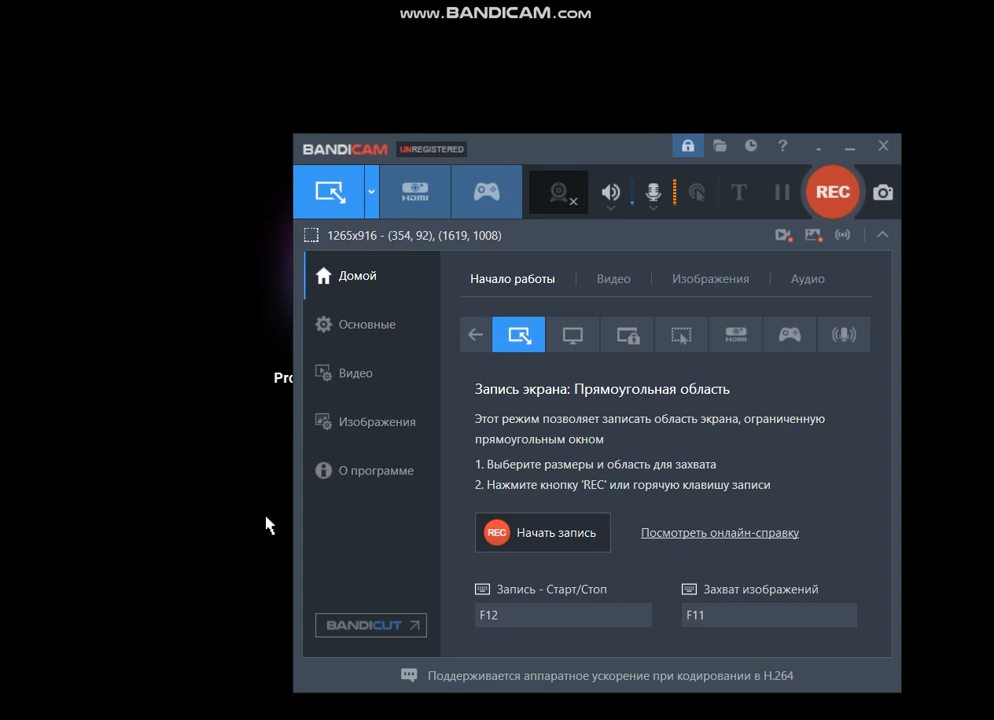 www.BANDICAM.com
BANDICAM UNREGISTERED
HDMI
T
REC
1265x916 - (354, 92), (1619, 1008)
Домой
Основные
Видео
Изображения
О программе
BANDICUT
Начало работы
Видео
Изображения
Аудио
HDMI
Запись экрана: Прямоугольная область
Этот режим позволяет записать область экрана, ограниченную
прямоугольным окном
1. Выберите размеры и область для захвата
2. Нажмите кнопку 'REC' или горячую клавишу записи
REC Начать запись
Посмотреть онлайн-справку
Запись - Старт/Стоп
F12
Захват изображений
F11
Поддерживается аппаратное ускорение при кодировании в H.264
Pro